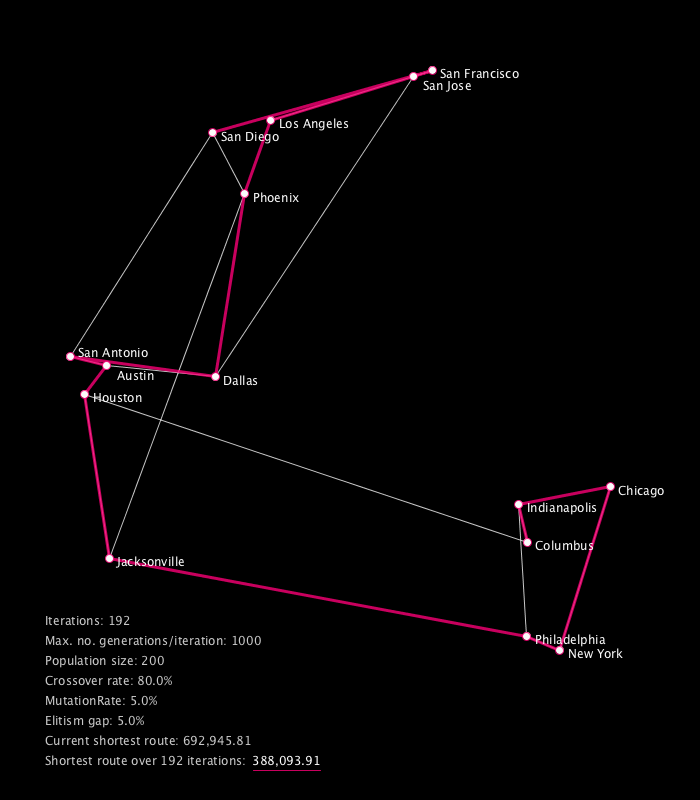 San Francisco
San Jose
Los Angeles
San Diego
Phoenix
San Antonio
Austin
Dallas
Houston
Chicago
Indianapolis
Columbus
Jacksonville
Philadelphia
New York
Iterations: 192
Max. no. generations/iteration: 1000
Population size: 200
Crossover rate: 80.0%
MutationRate: 5.0%
Elitism gap: 5.0%
Current shortest route: 692,945.81
Shortest route over 192 iterations: 388,093.91